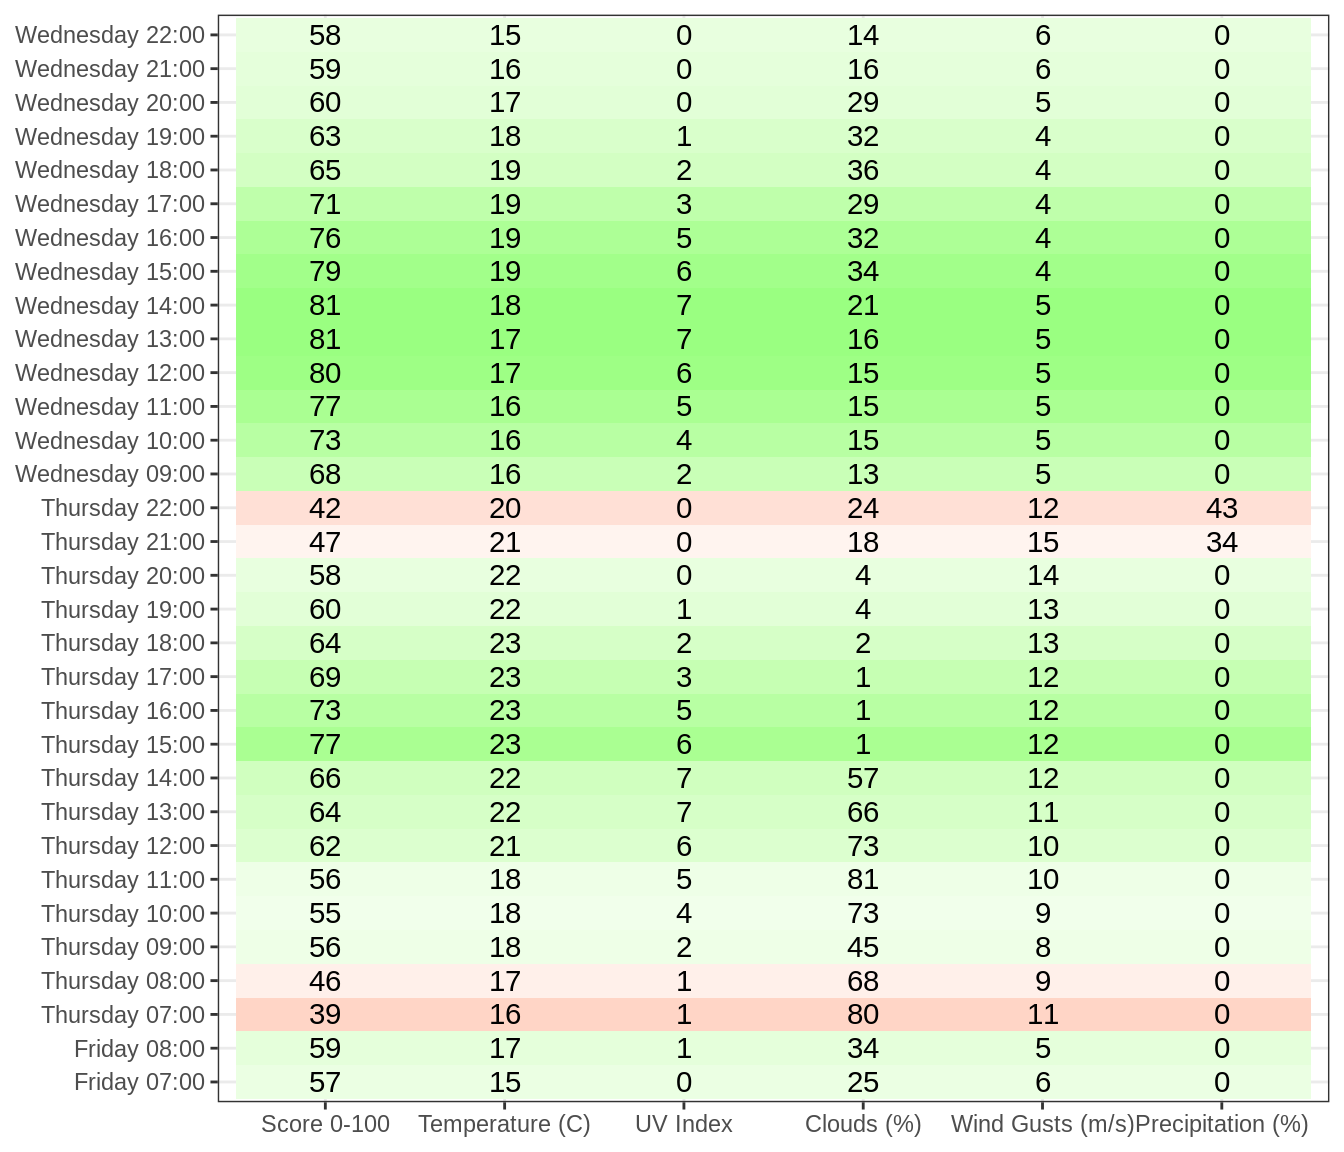 Wednesday 22:00 58 15 0 14 6 0
Wednesday 21:00 59 16 0 16 6 0
Wednesday 20:00 60 17 0 29 5 0
Wednesday 19:00 63 18 1 32 4 0
Wednesday 18:00 65 19 2 36 4 0
Wednesday 17:00 71 19 3 29 4 0
Wednesday 16:00 76 19 5 32 4 0
Wednesday 15:00 79 19 6 34 4 0
Wednesday 14:00 81 18 7 21 5 0
Wednesday 13:00 81 17 7 16 5 0
Wednesday 12:00 80 17 6 15 5 0
Wednesday 11:00 77 16 5 15 5 0
Wednesday 10:00 73 16 4 15 5 0
Wednesday 09:00 68 16 2 13 5 0
Thursday 22:00 42 20 0 24 12 43
Thursday 21:00 47 21 0 18 15 34
Thursday 20:00 58 22 0 4 14 0
Thursday 19:00 60 22 1 4 13 0
Thursday 18:00 64 23 2 2 13 0
Thursday 17:00 69 23 3 1 12 0
Thursday 16:00 73 23 5 1 12 0
Thursday 15:00 77 23 6 1 12 0
Thursday 14:00 66 22 7 57 12 0
Thursday 13:00 64 22 7 66 11 0
Thursday 12:00 62 21 6 73 10 0
Thursday 11:00 56 18 5 81 10 0
Thursday 10:00 55 18 4 73 9 0
Thursday 09:00 56 18 2 45 8 0
Thursday 08:00 46 17 1 68 9 0
Thursday 07:00 39 16 1 80 11 0
Friday 08:00 59 17 1 34 5 0
Friday 07:00 57 15 0 25 6 0
Score 0-100 Temperature (C) UV Index Clouds (%) Wind Gusts (m/s) Precipitation (%)